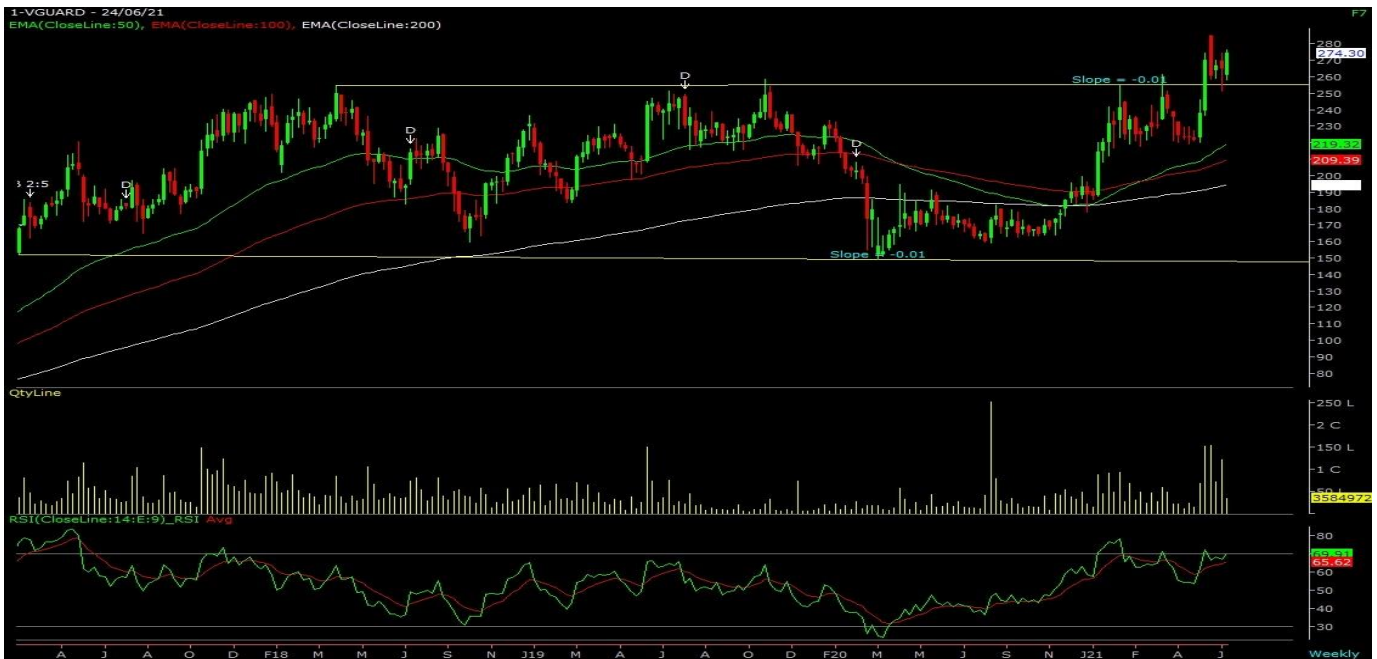 1-VGUARD - 24/06/21 F7
EMA(CloseLine:50), EMA(CloseLine:100), EMA(CloseLine:200)
280
274.30
270
260
Slope = -0.01
250
240
230
219.32
209.39
200
190
180
170
160
150
140
130
120
110
100
90
80
D
D
D
D
2:5
Slope = -0.01
QtyLine
250 L
2 C
150 L
1 C
50 L
3584972
RSI(CloseLine:14:E:9)_RSI Avg
80
69.91
65.62
60
50
40
30
A J A O D F18 M M J S N J19 M A J A O D F20 M M J S N J21 F A J Weekly